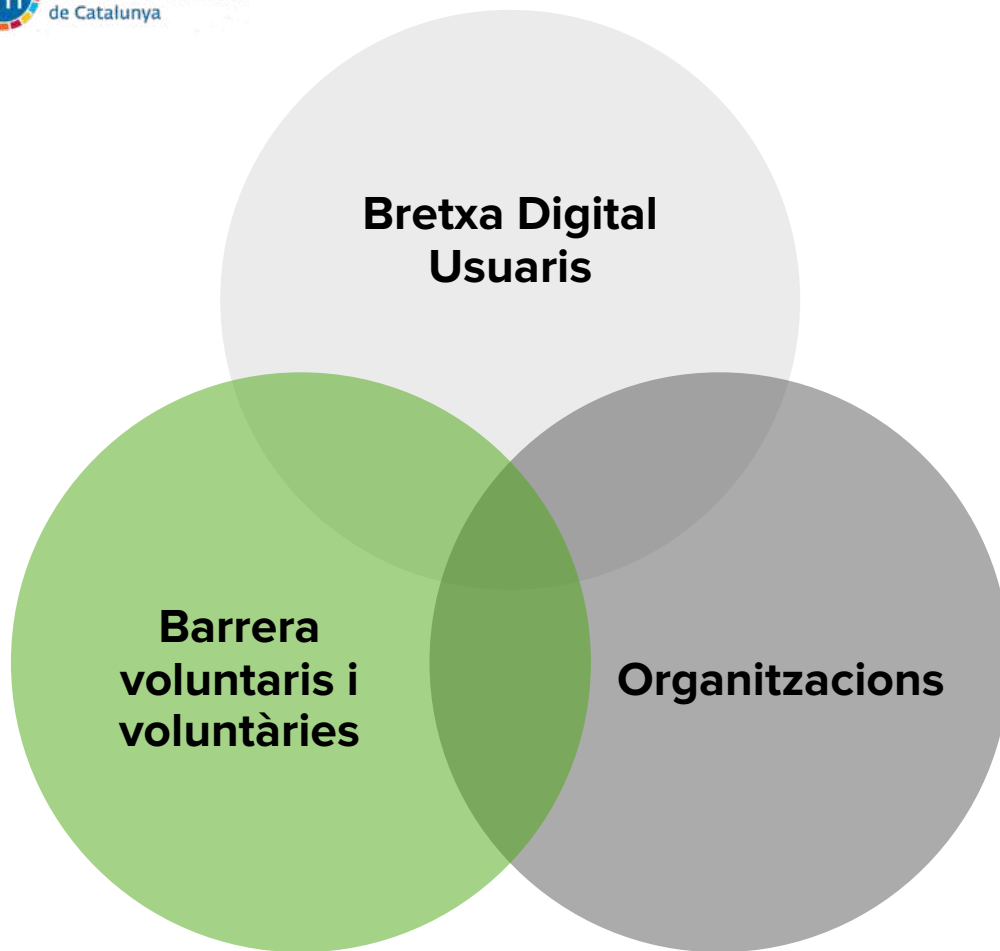 de Catalunya
Bretxa Digital
Usuaris
Barrera
voluntaris i
voluntàries
Organitzacions